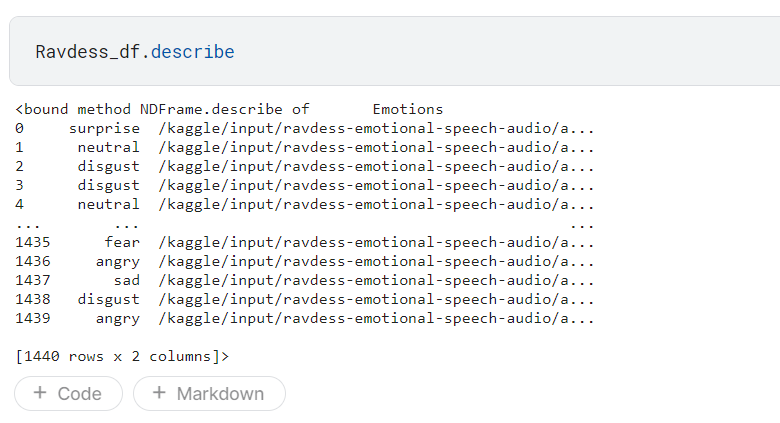 Ravdess_df.describe
<bound method NDFrame.describe of       Emotions
0     surprise  /kaggle/input/ravdess-emotional-speech-audio/a...
1      neutral  /kaggle/input/ravdess-emotional-speech-audio/a...
2      disgust  /kaggle/input/ravdess-emotional-speech-audio/a...
3      disgust  /kaggle/input/ravdess-emotional-speech-audio/a...
4      neutral  /kaggle/input/ravdess-emotional-speech-audio/a...
...        ...                                                ...
1435      fear  /kaggle/input/ravdess-emotional-speech-audio/a...
1436     angry  /kaggle/input/ravdess-emotional-speech-audio/a...
1437       sad  /kaggle/input/ravdess-emotional-speech-audio/a...
1438   disgust  /kaggle/input/ravdess-emotional-speech-audio/a...
1439     angry  /kaggle/input/ravdess-emotional-speech-audio/a...
[1440 rows x 2 columns]>
+ Code + Markdown